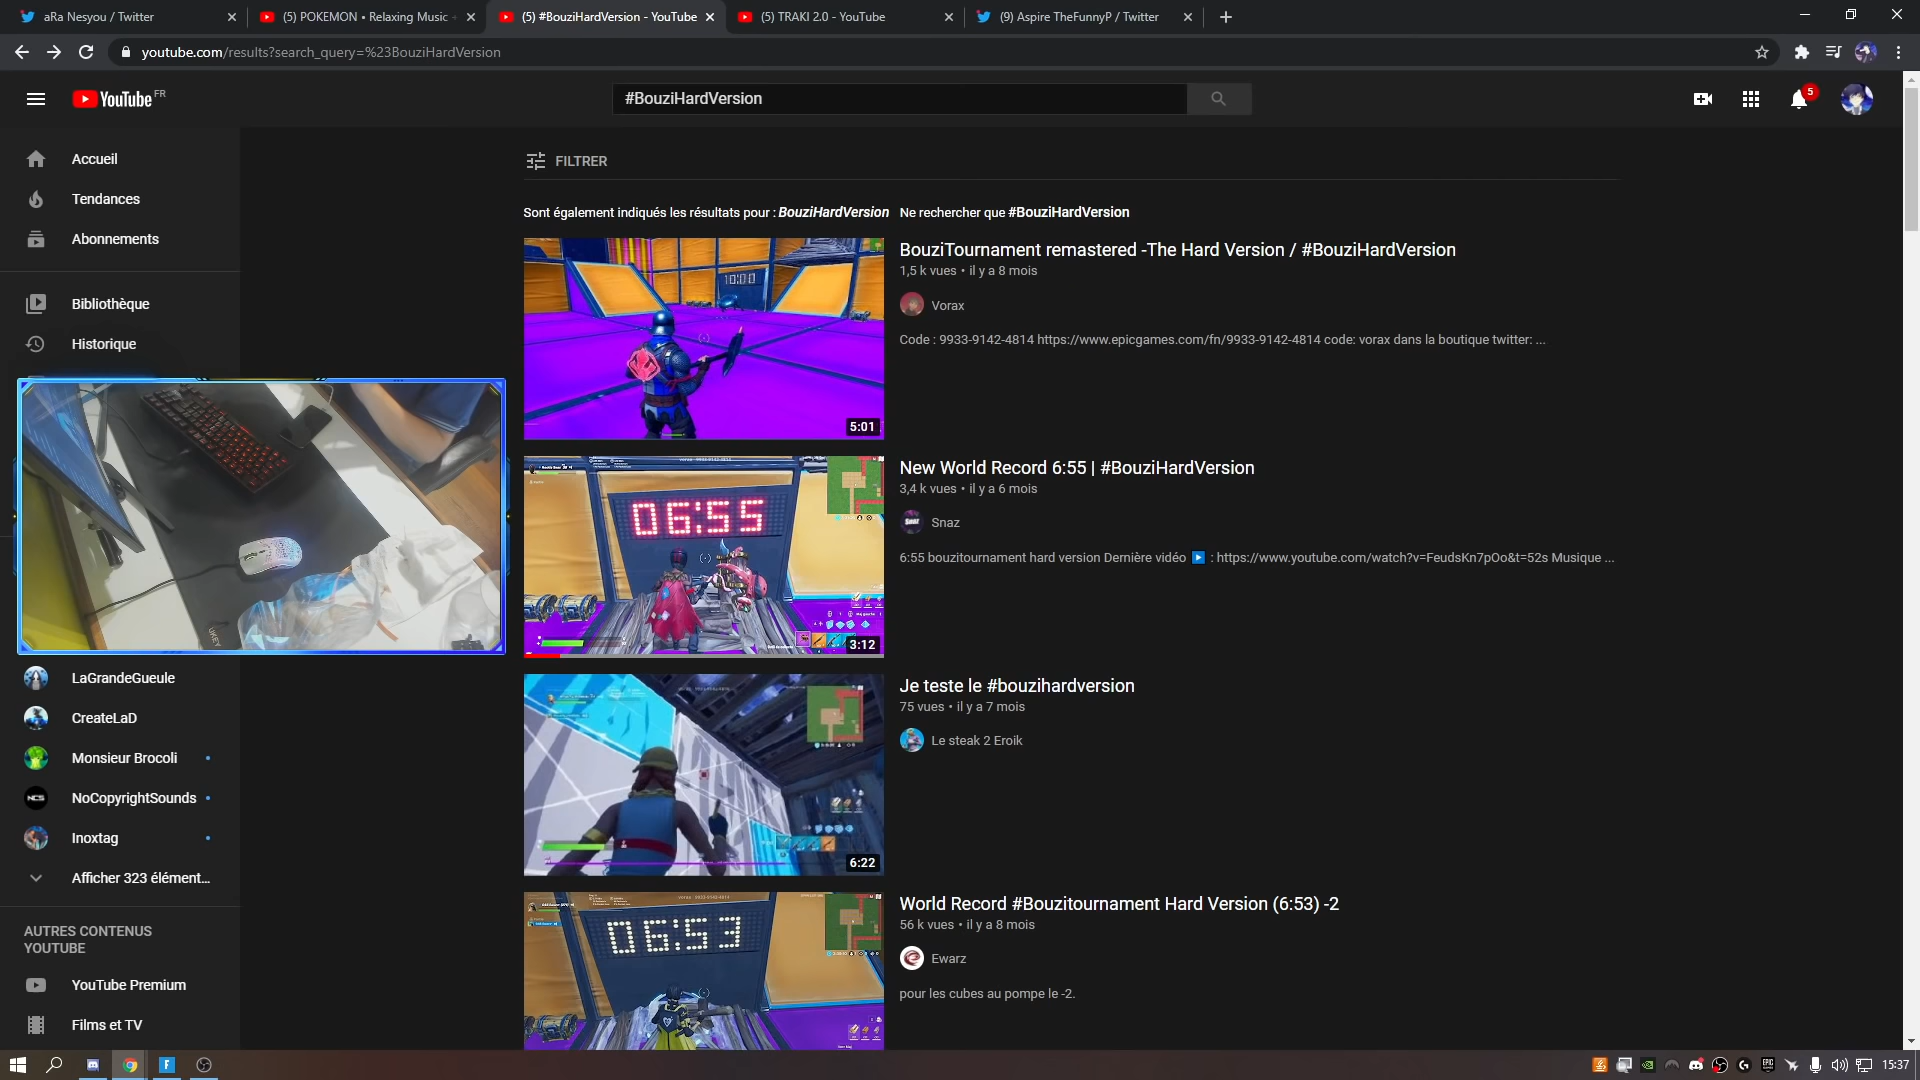 aRa Nesyou / Twitter
(5) POKEMON • Relaxing Music
(5) #BouziHardVersion - YouTube
(5) TRAKI 2.0 - YouTube
(9) Aspire TheFunnyP / Twitter
youtube.com/results?search_query=%23BouziHardVersion
YouTube FR
#BouziHardVersion
5
Accueil
Tendances
Abonnements
Bibliothèque
Historique
FILTRER
Sont également indiqués les résultats pour : BouziHardVersion Ne rechercher que #BouziHardVersion
10:00
5:01
BouziTournament remastered -The Hard Version / #BouziHardVersion
1,5 k vues • il y a 8 mois
Vorax
Code : 9933-9142-4814 https://www.epicgames.com/fn/9933-9142-4814 code: vorax dans la boutique twitter: ...
06:55
3:12
New World Record 6:55 | #BouziHardVersion
3,4 k vues • il y a 6 mois
Snaz
6:55 bouzitournament hard version Dernière vidéo ▶ : https://www.youtube.com/watch?v=FeudsKn7pOo&t=52s Musique ...
6:22
Je teste le #bouzihardversion
75 vues • il y a 7 mois
Le steak 2 Eroik
06:53
World Record #Bouzitournament Hard Version (6:53) -2
56 k vues • il y a 8 mois
Ewarz
pour les cubes au pompe le -2.
LaGrandeGueule
CreateLaD
Monsieur Brocoli
NCS
NoCopyrightSounds
Inoxtag
Afficher 323 élément...
AUTRES CONTENUS
YOUTUBE
YouTube Premium
Films et TV
15:37